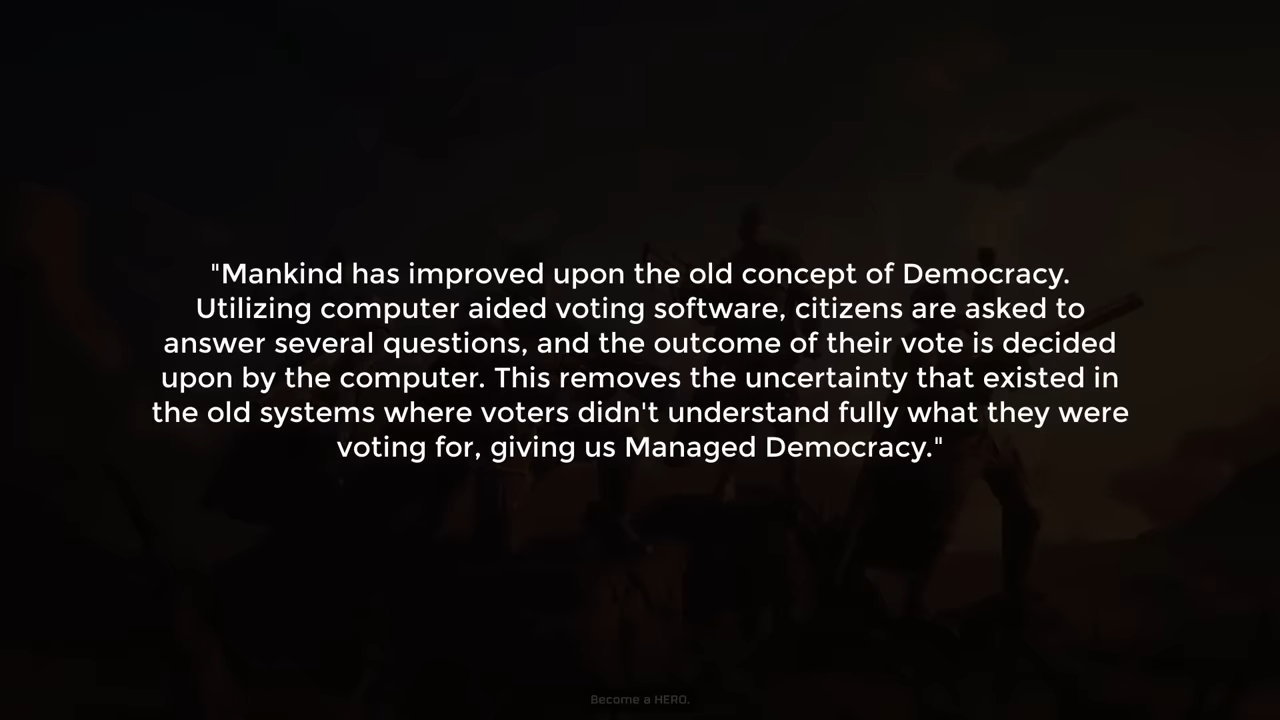 "Mankind has improved upon the old concept of Democracy.
Utilizing computer aided voting software, citizens are asked to
answer several questions, and the outcome of their vote is decided
upon by the computer. This removes the uncertainty that existed in
the old systems where voters didn't understand fully what they were
voting for, giving us Managed Democracy."
Become a HERO.